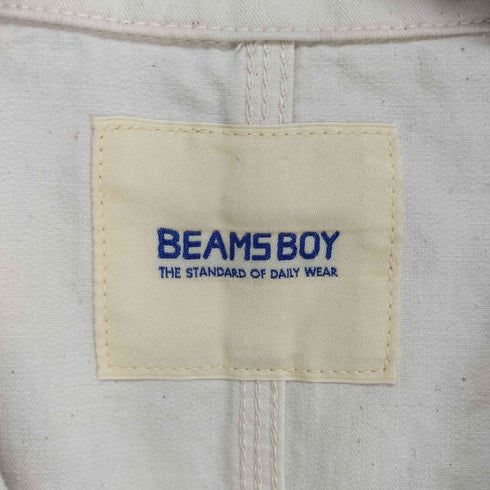 BEAMS BOY
THE STANDARD OF DAILY WEAR